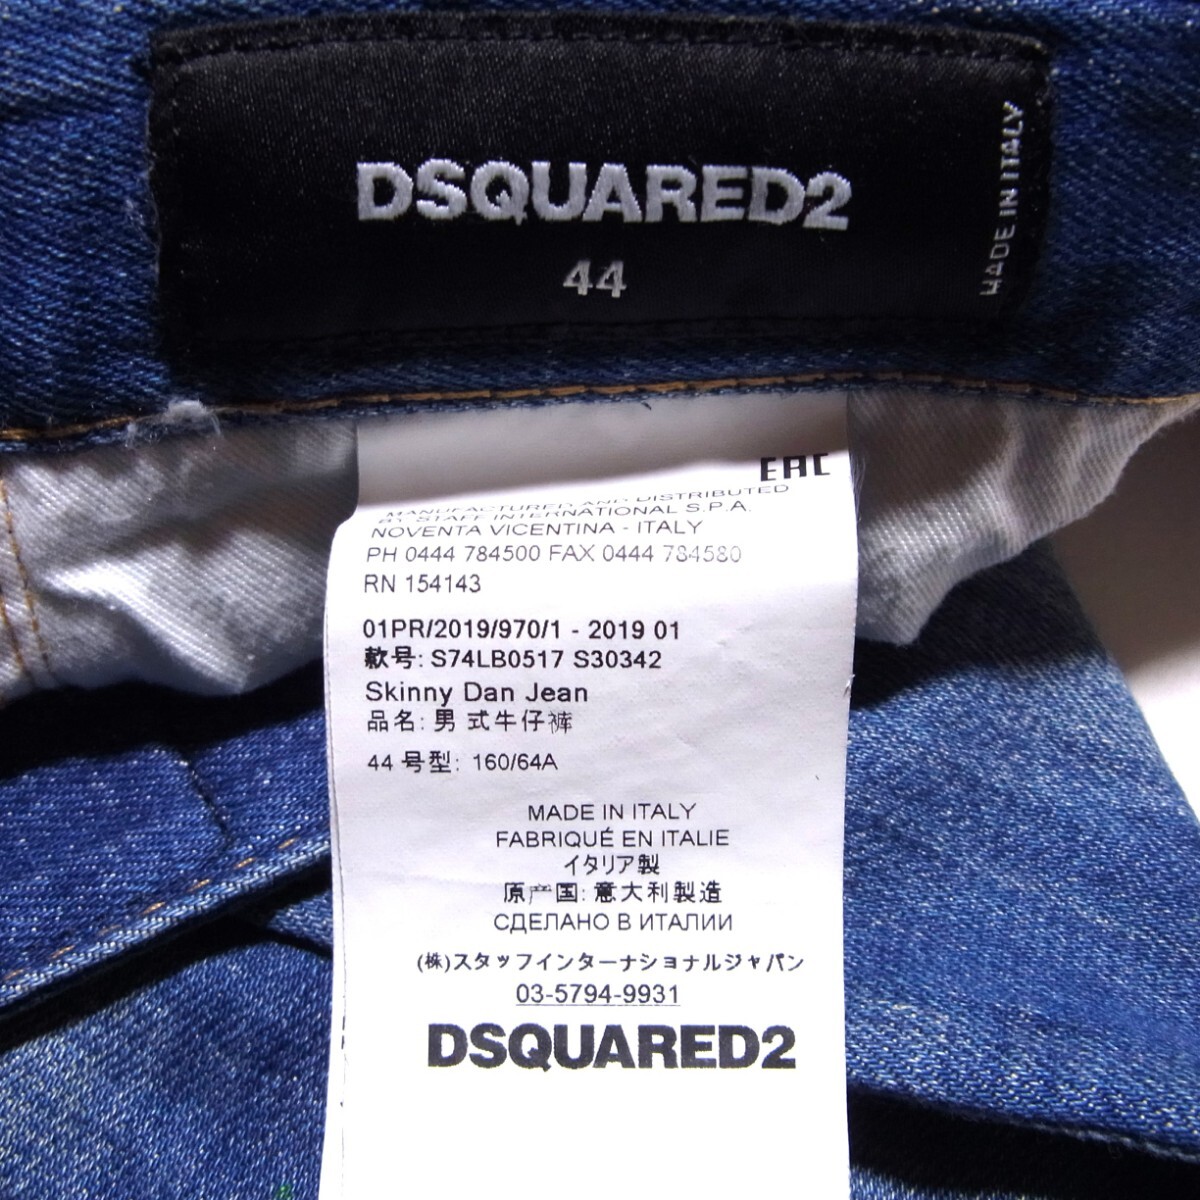 DSQUARED2
44
MADE IN ITALY
EAC
MANUFACTURED AND DISTRIBUTED
BY STAFF INTERNATIONAL S.P.A.
NOVENTA VICENTINA - ITALY
PH 0444 784500 FAX 0444 784580
RN 154143
01PR/2019/970/1 - 2019 01
款号: S74LB0517 S30342
Skinny Dan Jean
品名: 男 式牛仔裤
44 号型: 160/64A
MADE IN ITALY
FABRIQUÉ EN ITALIE
イタリア製
原产国: 意大利製造
СДЕЛАНО В ИТАЛИИ
(株)スタッフインターナショナルジャパン
03-5794-9931
DSQUARED2